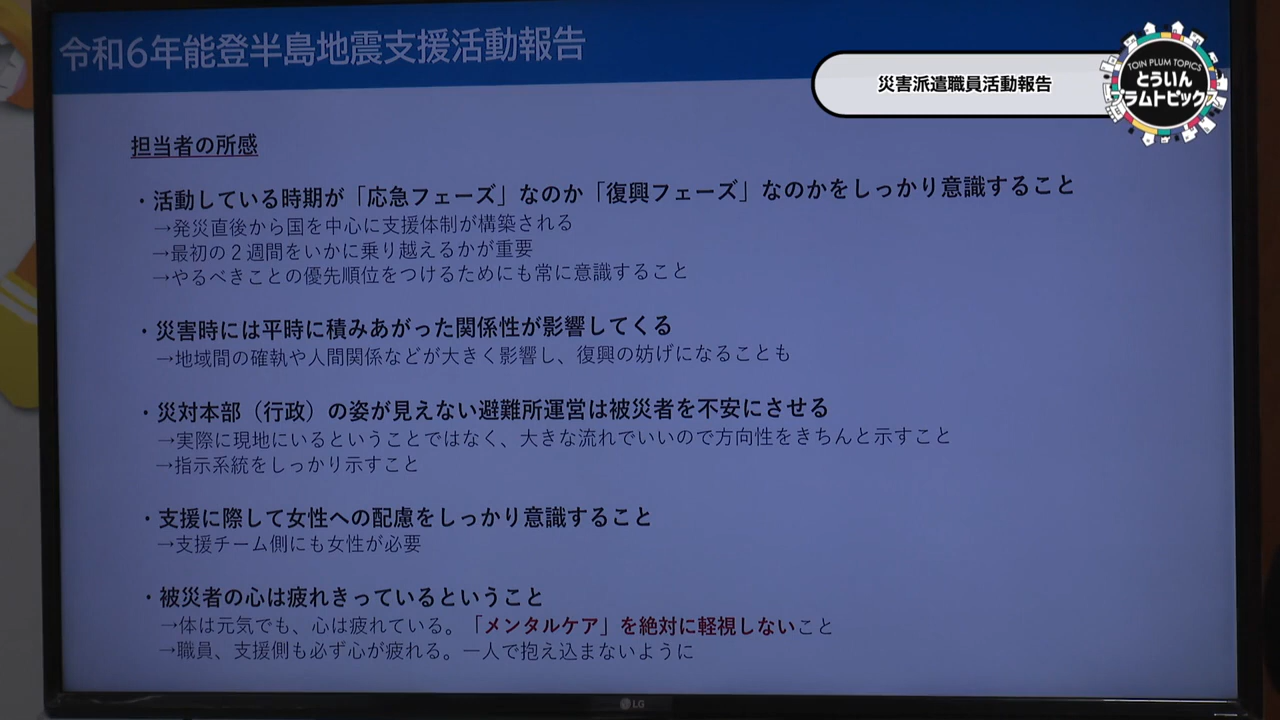 令和6年能登半島地震支援活動報告
災害派遣職員活動報告
TOIN PLUM TOPICS
とういん
プラムトピックス
担当者の所感
・活動している時期が「応急フェーズ」なのか「復興フェーズ」なのかをしっかり意識すること
→発災直後から国を中心に支援体制が構築される
→最初の２週間をいかに乗り越えるかが重要
→やるべきことの優先順位をつけるためにも常に意識すること
・災害時には平時に積みあがった関係性が影響してくる
→地域間の確執や人間関係などが大きく影響し、復興の妨げになることも
・災対本部（行政）の姿が見えない避難所運営は被災者を不安にさせる
→実際に現地にいるということではなく、大きな流れでいいので方向性をきちんと示すこと
→指示系統をしっかり示すこと
・支援に際して女性への配慮をしっかり意識すること
→支援チーム側にも女性が必要
・被災者の心は疲れきっているということ
→体は元気でも、心は疲れている。「メンタルケア」を絶対に軽視しないこと
→職員、支援側も必ず心が疲れる。一人で抱え込まないように
LG